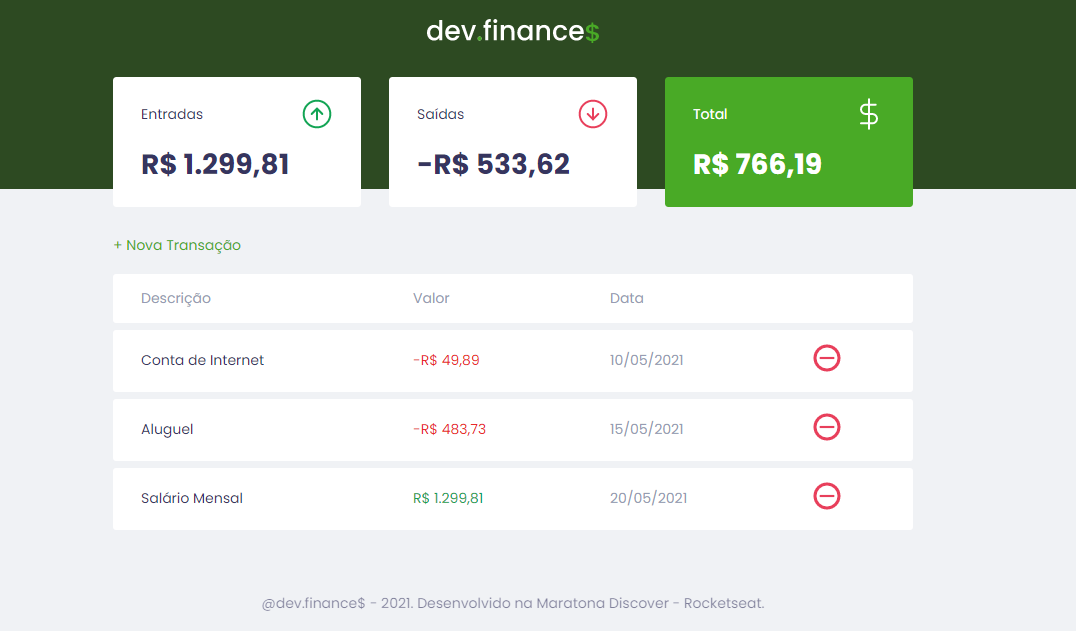 dev.finance$
Entradas
R$ 1.299,81
Saídas
-R$ 533,62
Total
$
R$ 766,19
+ Nova Transação
Descrição Valor Data
Conta de Internet -R$ 49,89 10/05/2021
Aluguel -R$ 483,73 15/05/2021
Salário Mensal R$ 1.299,81 20/05/2021
@dev.finance$ - 2021. Desenvolvido na Maratona Discover - Rocketseat.